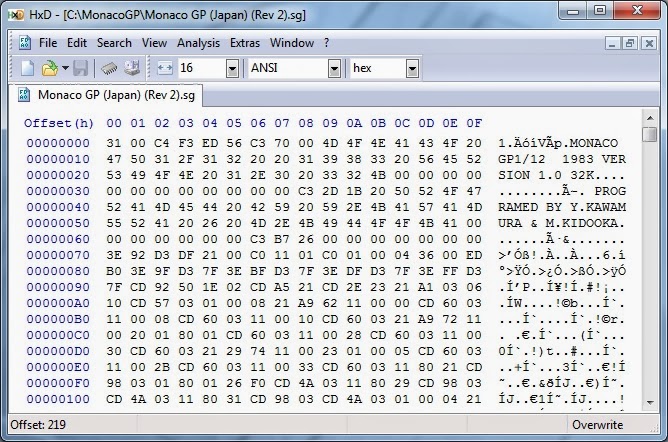 HxD - [C:\MonacoGP\Monaco GP (Japan) (Rev 2).sg]
File Edit Search View Analysis Extras Window ?
16 ANSI hex
Monaco GP (Japan) (Rev 2).sg
Offset(h) 00 01 02 03 04 05 06 07 08 09 0A 0B 0C 0D 0E 0F
00000000 31 00 C4 F3 ED 56 C3 70 00 4D 4F 4E 41 43 4F 20 1.ÄóíVÃp.MONACO
00000010 47 50 31 2F 31 32 20 20 31 39 38 33 20 56 45 52 GP1/12  1983 VER
00000020 53 49 4F 4E 20 31 2E 30 20 33 32 4B 00 00 00 00 SION 1.0 32K....
00000030 00 00 00 00 00 00 00 00 C3 2D 1B 20 50 52 4F 47 ........Ã-. PROG
00000040 52 41 4D 45 44 20 42 59 20 59 2E 4B 41 57 41 4D RAMED BY Y.KAWAM
00000050 55 52 41 20 26 20 4D 2E 4B 49 44 4F 4F 4B 41 00 URA & M.KIDOOKA.
00000060 00 00 00 00 00 00 C3 B7 26 00 00 00 00 00 00 00 ......Ã·&.......
00000070 3E 92 D3 DF 21 00 C0 11 01 C0 01 00 04 36 00 ED >’Óß!.À..À...6.í
00000080 B0 3E 9F D3 7F 3E BF D3 7F 3E DF D3 7F 3E FF D3 °>ŸÓ.>¿Ó.>ßÓ.>ÿÓ
00000090 7F CD 92 50 1E 02 CD A5 21 CD 2E 23 21 A1 03 06 .Í’P..Í¥!Í.#!¡..
000000A0 10 CD 57 03 01 00 08 21 A9 62 11 00 00 CD 60 03 .ÍW....!©b...Í`.
000000B0 11 00 08 CD 60 03 11 00 10 CD 60 03 21 A9 72 11 ...Í`....Í`.!©r.
000000C0 00 20 01 80 01 CD 60 03 11 00 28 CD 60 03 11 00 . .€.Í`...(Í`...
000000D0 30 CD 60 03 21 29 74 11 00 23 01 00 05 CD 60 03 0Í`.!)t..#...Í`.
000000E0 11 00 2B CD 60 03 11 00 33 CD 60 03 11 80 21 CD ..+Í`...3Í`..€!Í
000000F0 98 03 01 80 01 26 F0 CD 4A 03 11 80 29 CD 98 03 ˜..€.&ðÍJ..€)Í˜.
00000100 CD 4A 03 11 80 31 CD 98 03 CD 4A 03 01 00 04 21 ÍJ..€1Í˜.ÍJ....!
Offset: 219 Overwrite